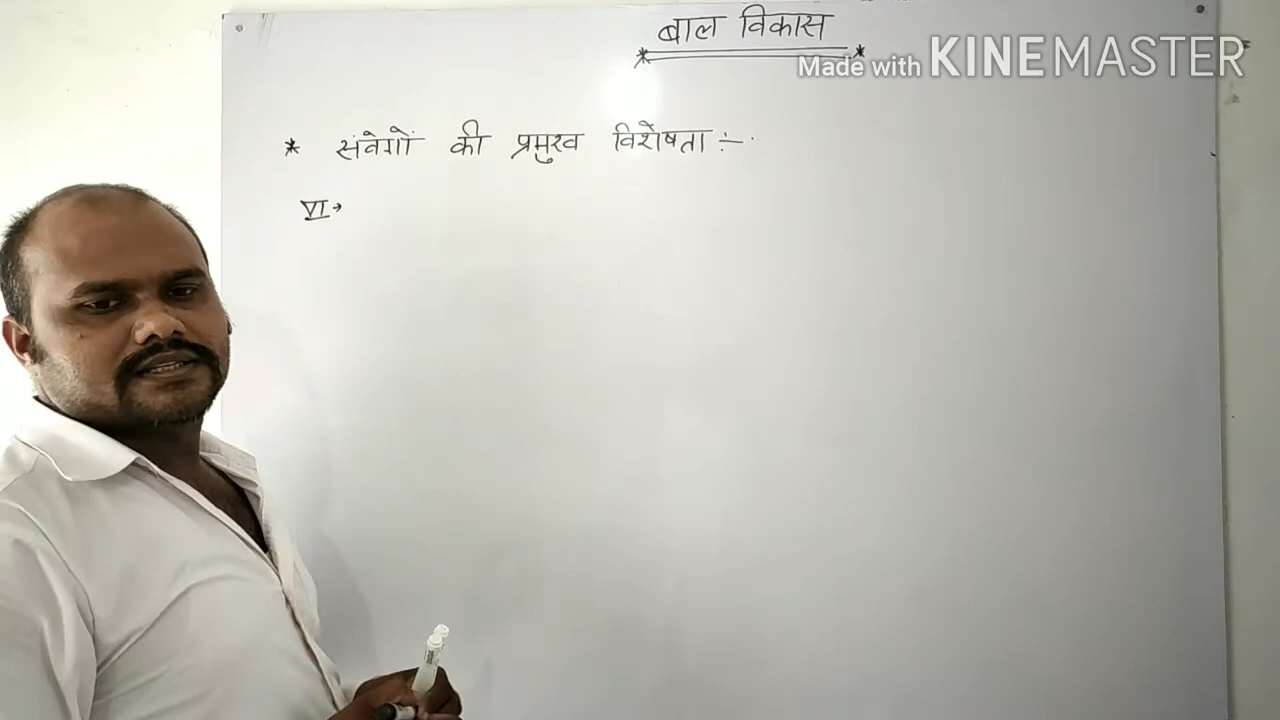 बाल विकास
Made with KINEMASTER
* संवेगों की प्रमुख विशेषता :-
VI →